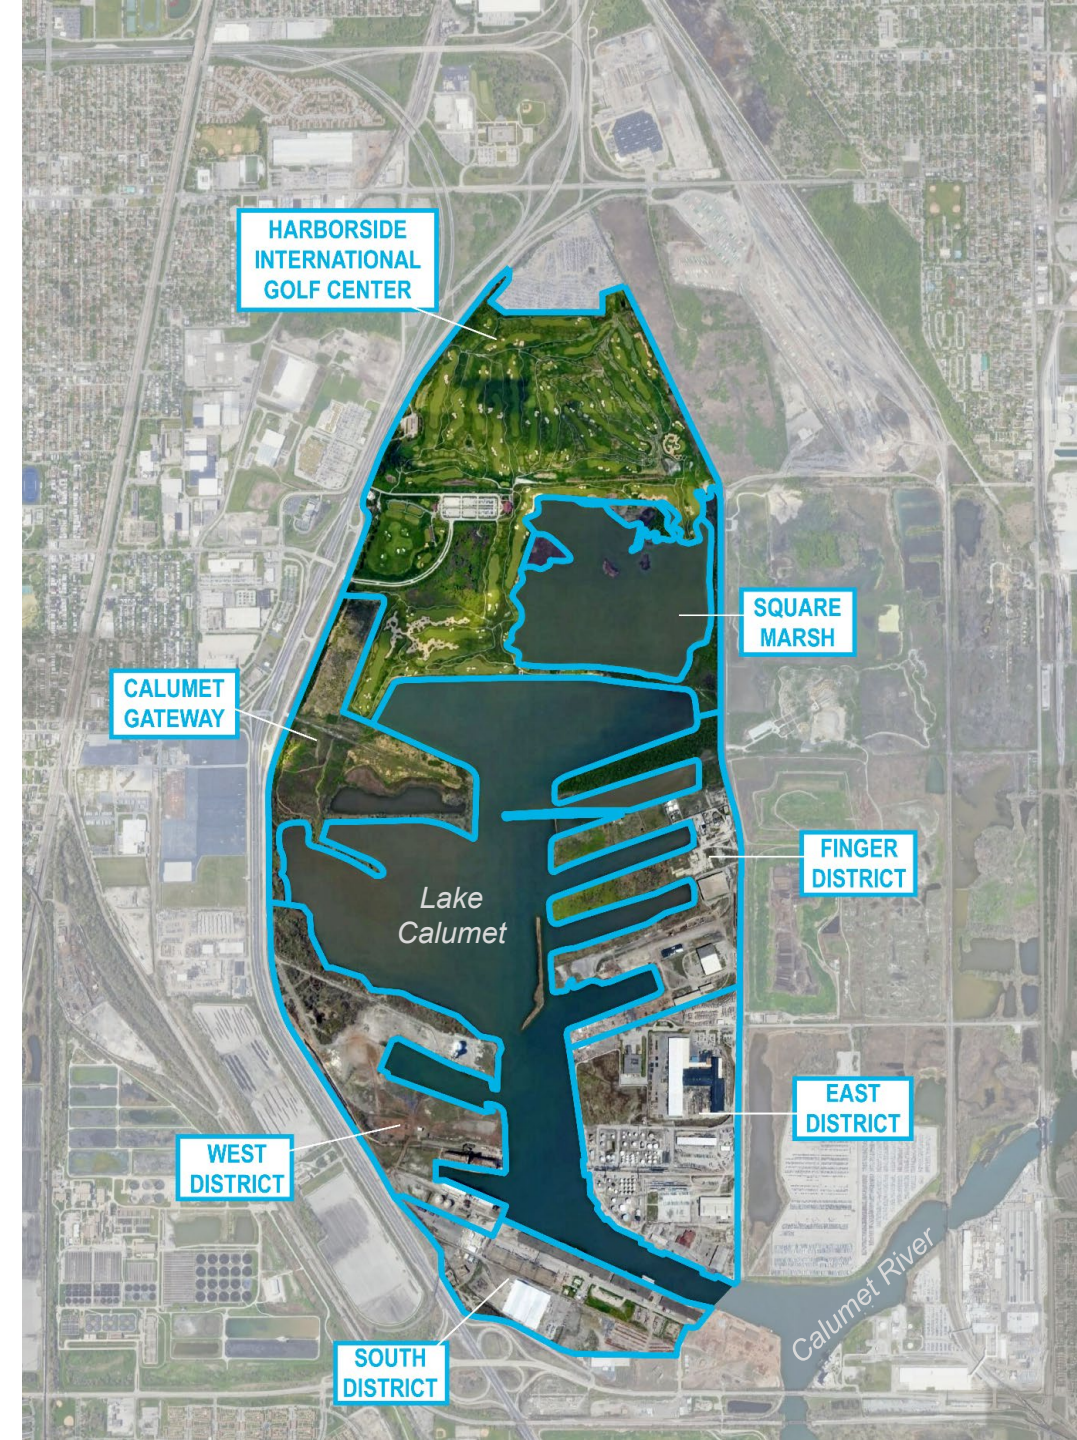 HARBORSIDE
INTERNATIONAL
GOLF CENTER
SQUARE
MARSH
CALUMET
GATEWAY
FINGER
DISTRICT
Lake
Calumet
EAST
DISTRICT
WEST
DISTRICT
Calumet River
SOUTH
DISTRICT